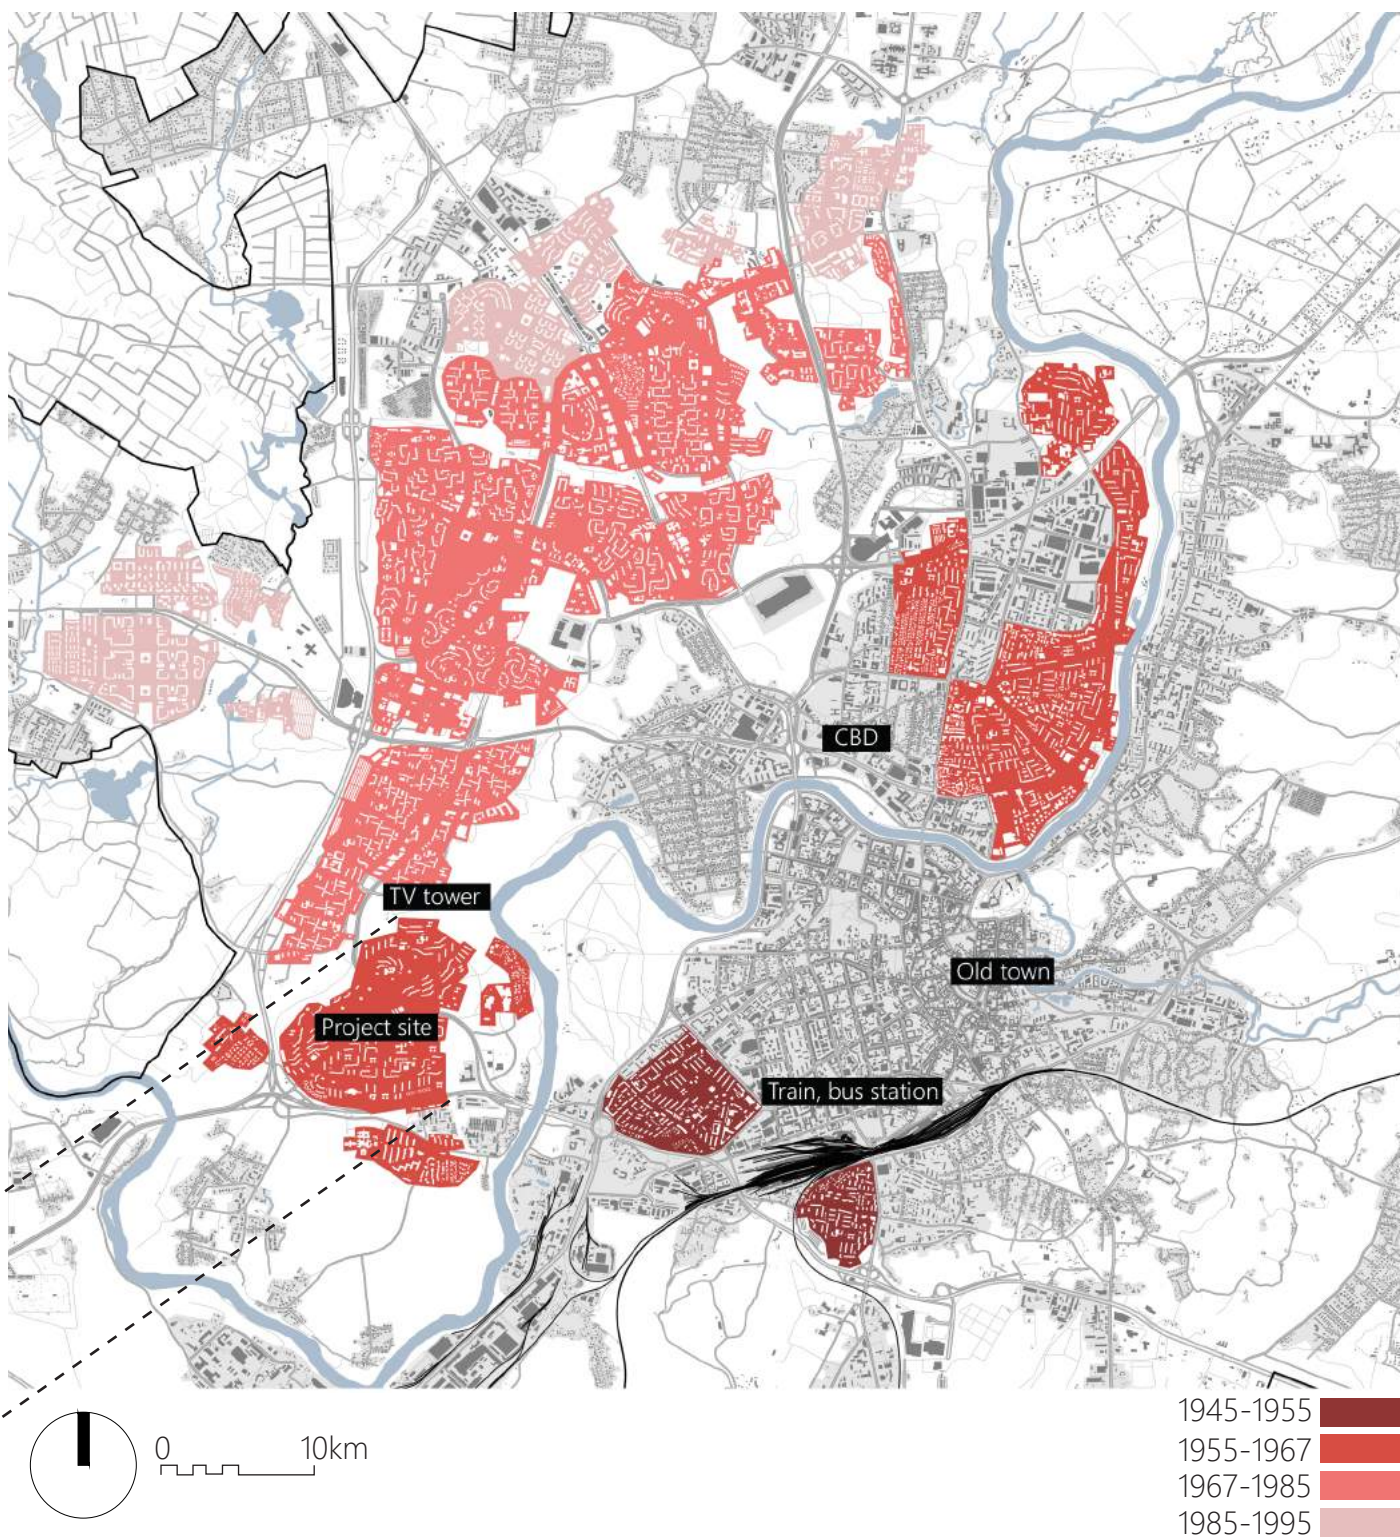 CBD
TV tower
Old town
Project site
Train, bus station
0 10km
1945-1955
1955-1967
1967-1985
1985-1995